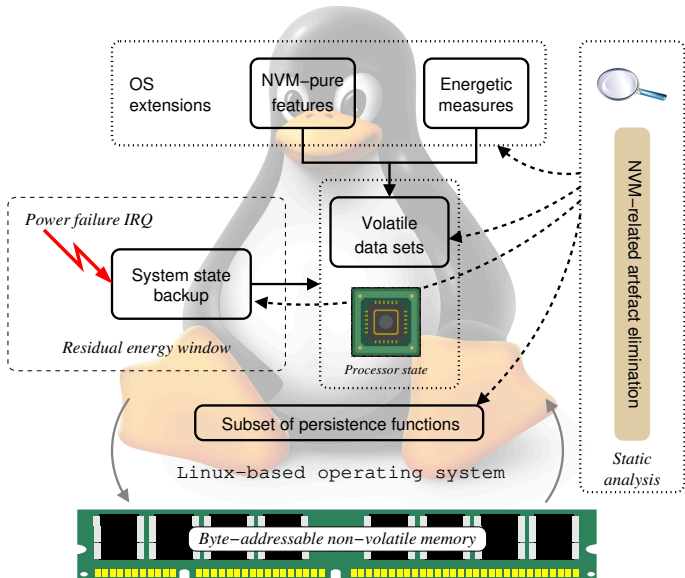 OS
extensions
NVM−pure
features
Energetic
measures
Power failure IRQ
System state
backup
Residual energy window
Volatile
data sets
Processor state
NVM−related artefact elimination
Static
analysis
Subset of persistence functions
Linux−based operating system
Byte−addressable non−volatile memory